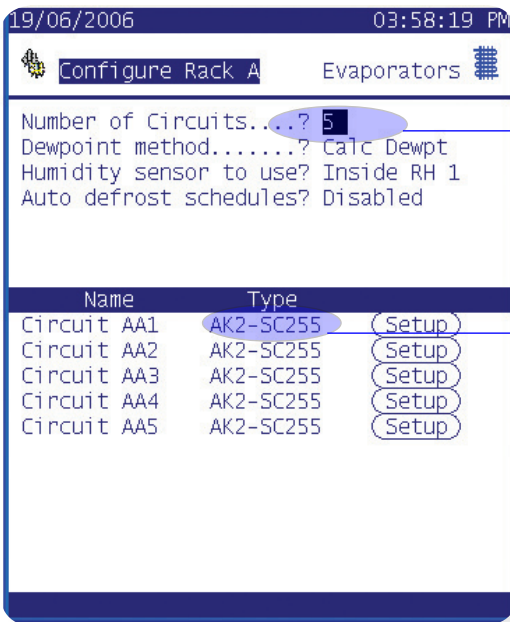 19/06/2006 03:58:19 PM
Configure Rack A Evaporators
Number of Circuits....? 5
Dewpoint method.......? Calc Dewpt
Humidity sensor to use? Inside RH 1
Auto defrost schedules? Disabled
Name Type
Circuit AA1 AK2-SC255 Setup
Circuit AA2 AK2-SC255 Setup
Circuit AA3 AK2-SC255 Setup
Circuit AA4 AK2-SC255 Setup
Circuit AA5 AK2-SC255 Setup